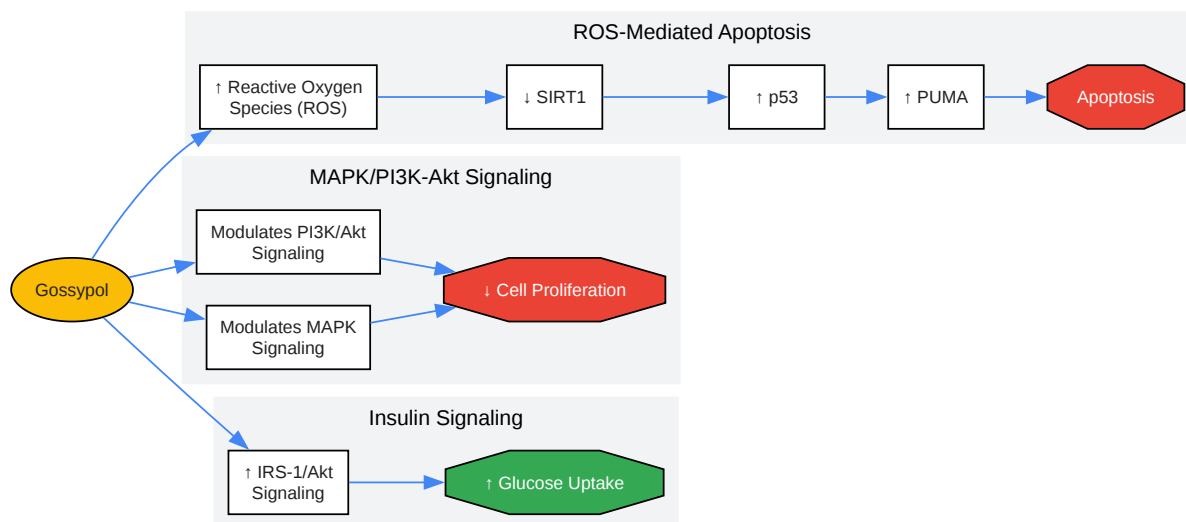 ROS-Mediated Apoptosis
↑ Reactive Oxygen
Species (ROS)
↓ SIRT1
↑ p53
↑ PUMA
Apoptosis
MAPK/PI3K-Akt Signaling
Modulates PI3K/Akt
Signaling
Gossypol
↓ Cell Proliferation
Modulates MAPK
Signaling
Insulin Signaling
↑ IRS-1/Akt
Signaling
↑ Glucose Uptake